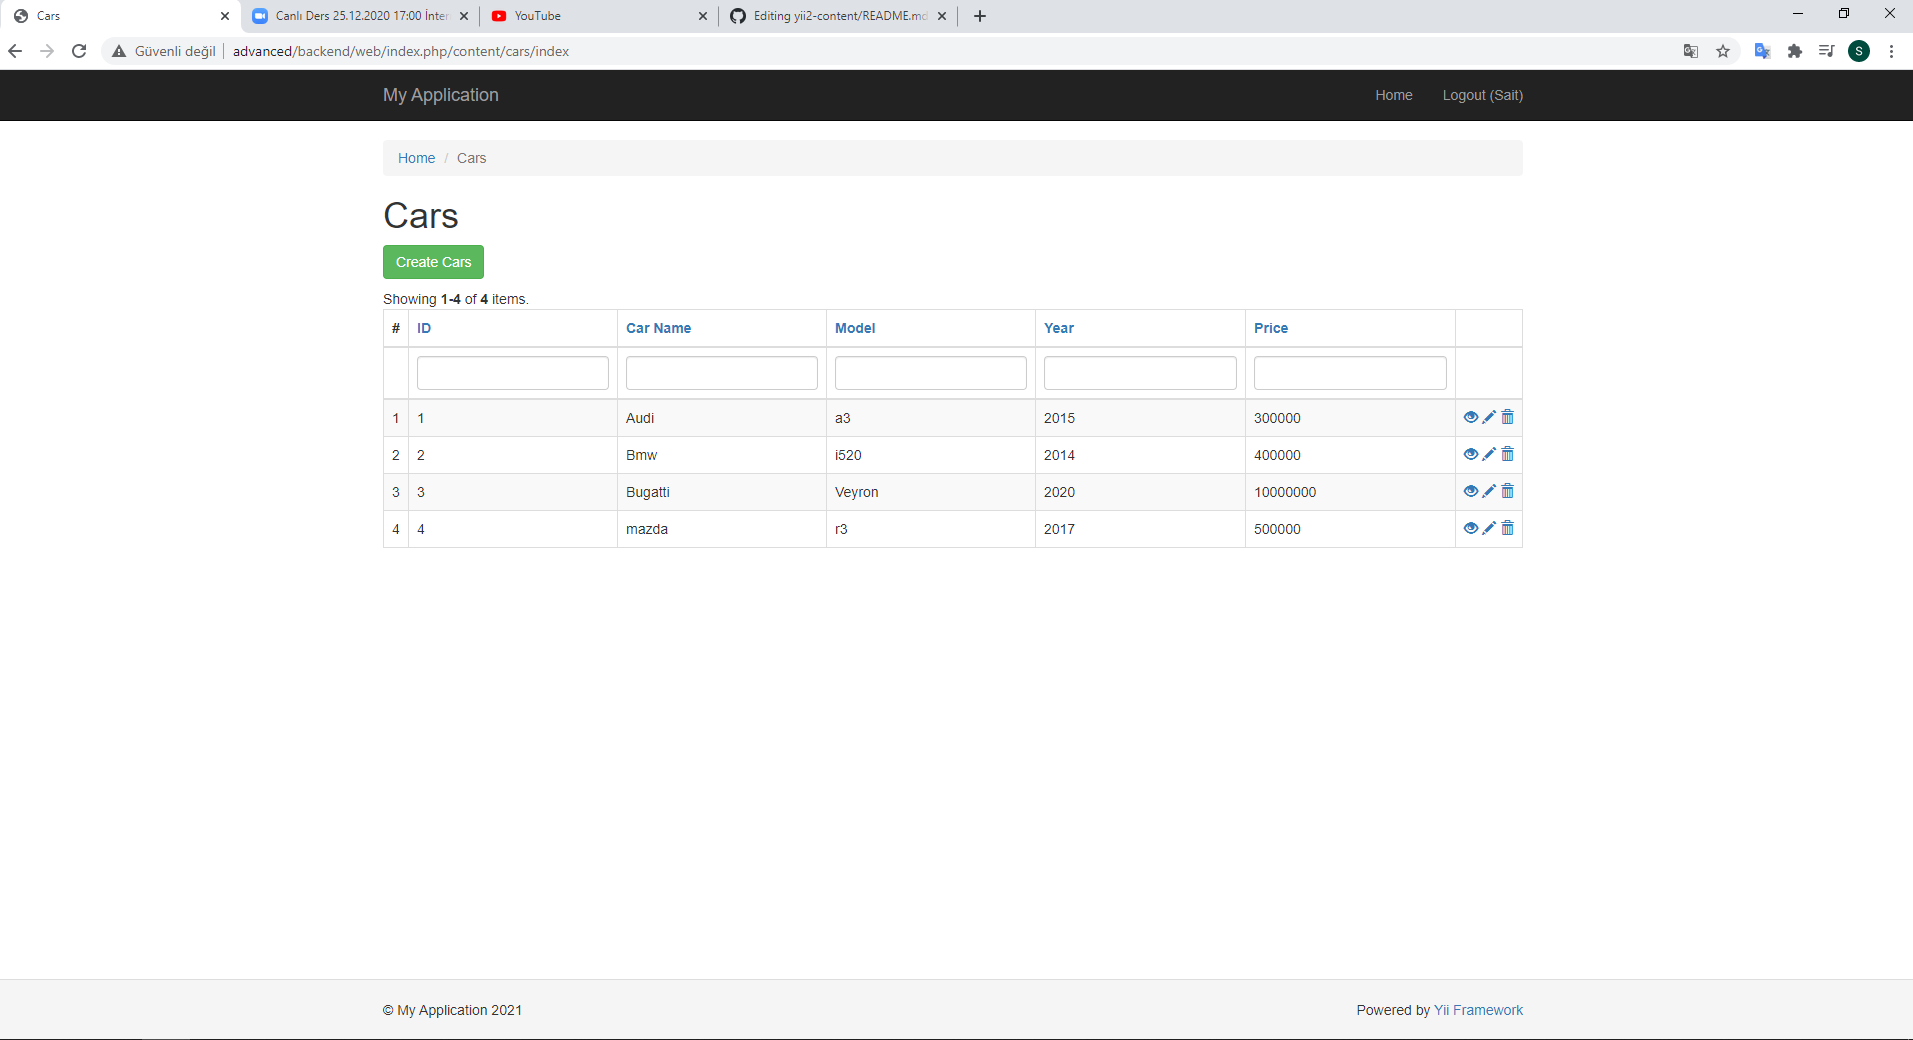 Cars
Canlı Ders 25.12.2020 17:00 İnter
YouTube
Editing yii2-content/README.md
Güvenli değil
advanced/backend/web/index.php/content/cars/index
S
My Application
Home
Logout (Sait)
Home / Cars
Cars
Create Cars
Showing 1-4 of 4 items.
# ID Car Name Model Year Price
1 1 Audi a3 2015 300000
2 2 Bmw i520 2014 400000
3 3 Bugatti Veyron 2020 10000000
4 4 mazda r3 2017 500000
© My Application 2021
Powered by Yii Framework